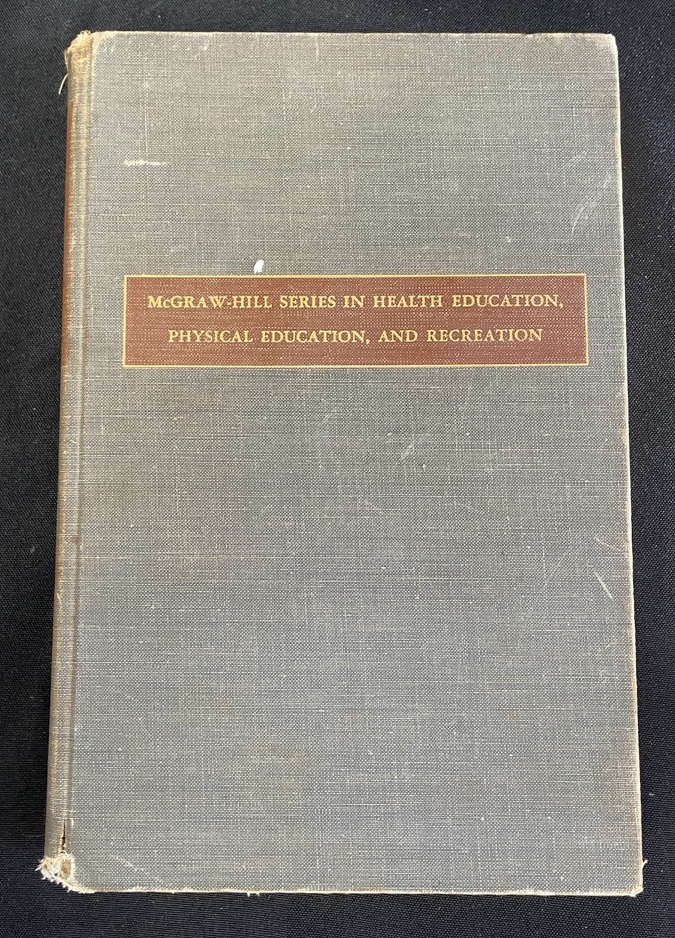 McGRAW-HILL SERIES IN HEALTH EDUCATION,
PHYSICAL EDUCATION, AND RECREATION